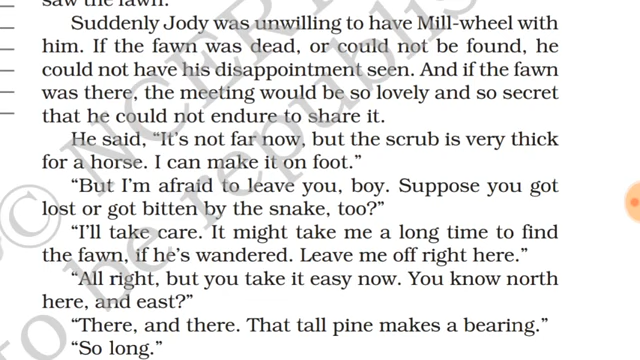 saw the fawn.
Suddenly Jody was unwilling to have Mill-wheel with
him. If the fawn was dead, or could not be found, he
could not have his disappointment seen. And if the fawn
was there, the meeting would be so lovely and so secret
that he could not endure to share it.
He said, “It’s not far now, but the scrub is very thick
for a horse. I can make it on foot.”
“But I’m afraid to leave you, boy. Suppose you got
lost or got bitten by the snake, too?”
“I’ll take care. It might take me a long time to find
the fawn, if he’s wandered. Leave me off right here.”
“All right, but you take it easy now. You know north
here, and east?”
“There, and there. That tall pine makes a bearing.”
“So long.”
© NCERT
to be republish